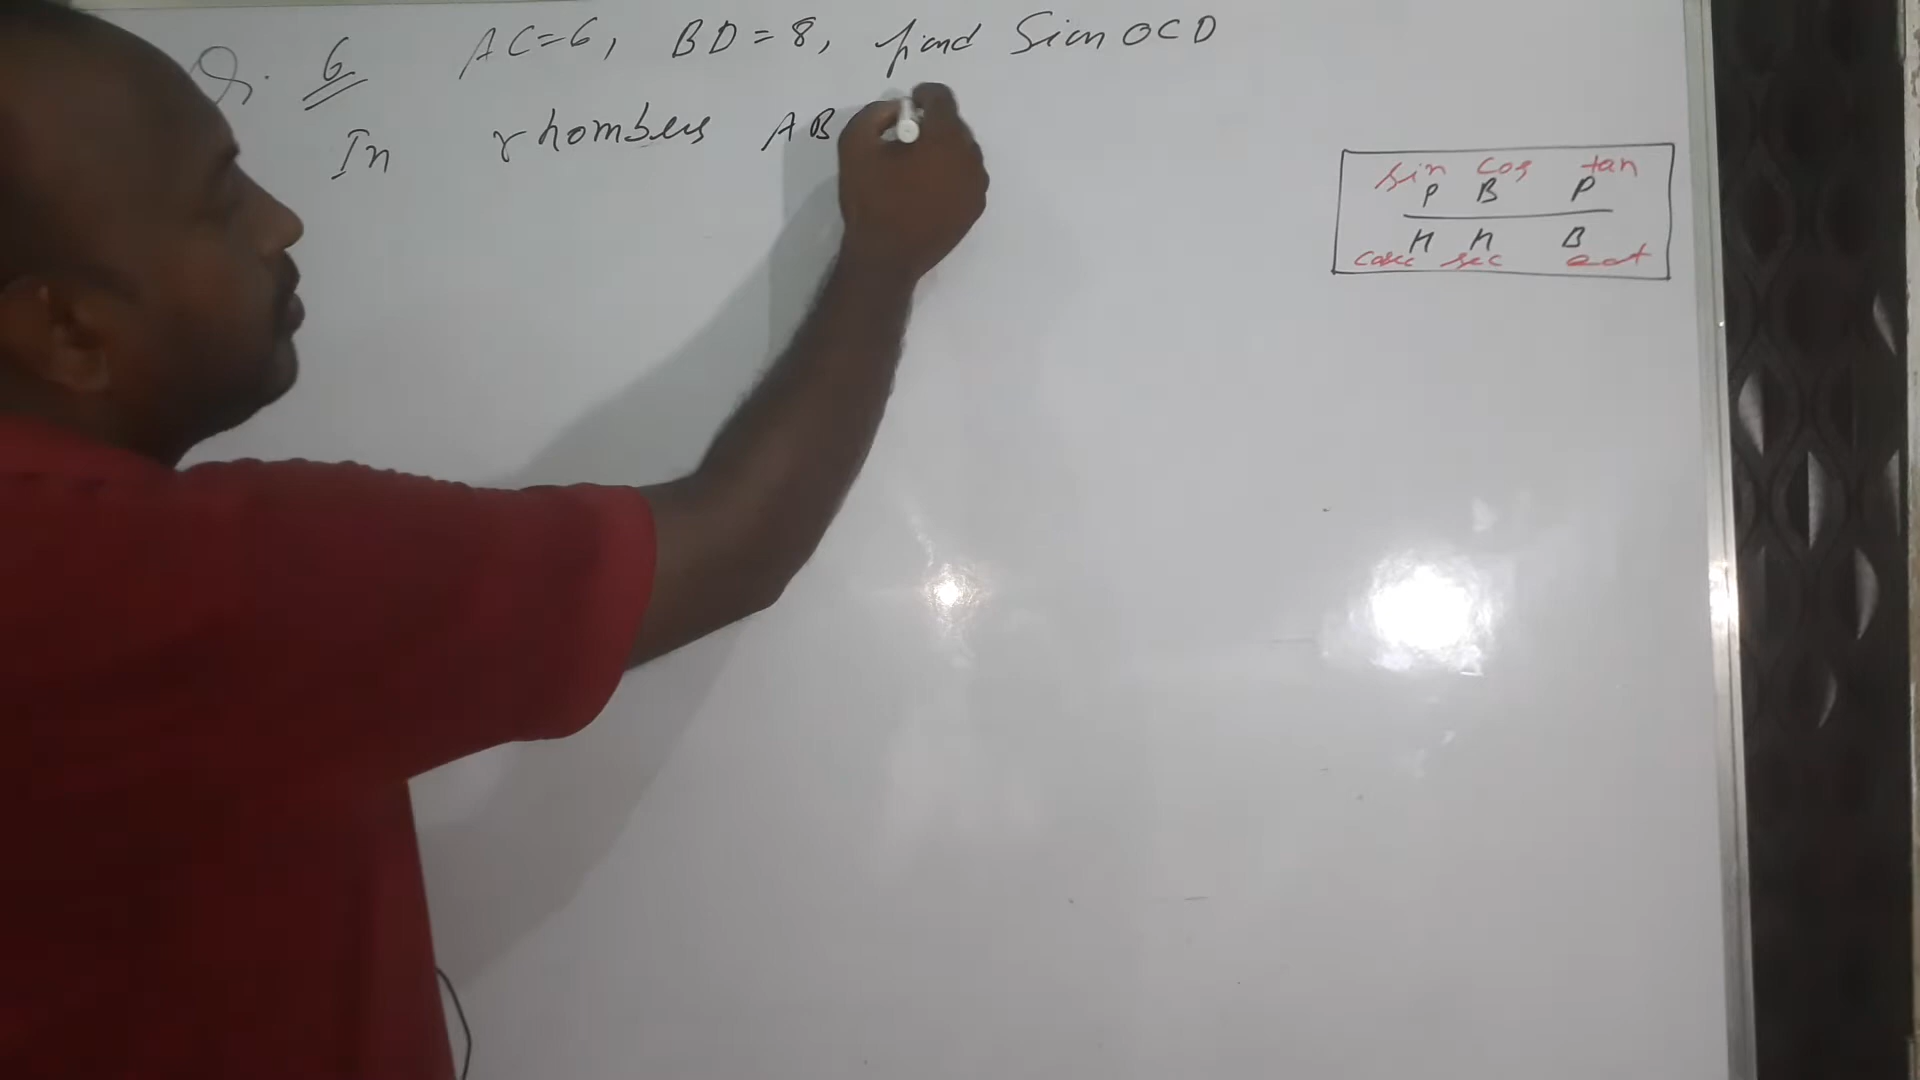 Q. 6 AC=6, BD=8, find Sin OCD
In rhombus AB
sin cos tan
P B P
H H B
cosec sec cot